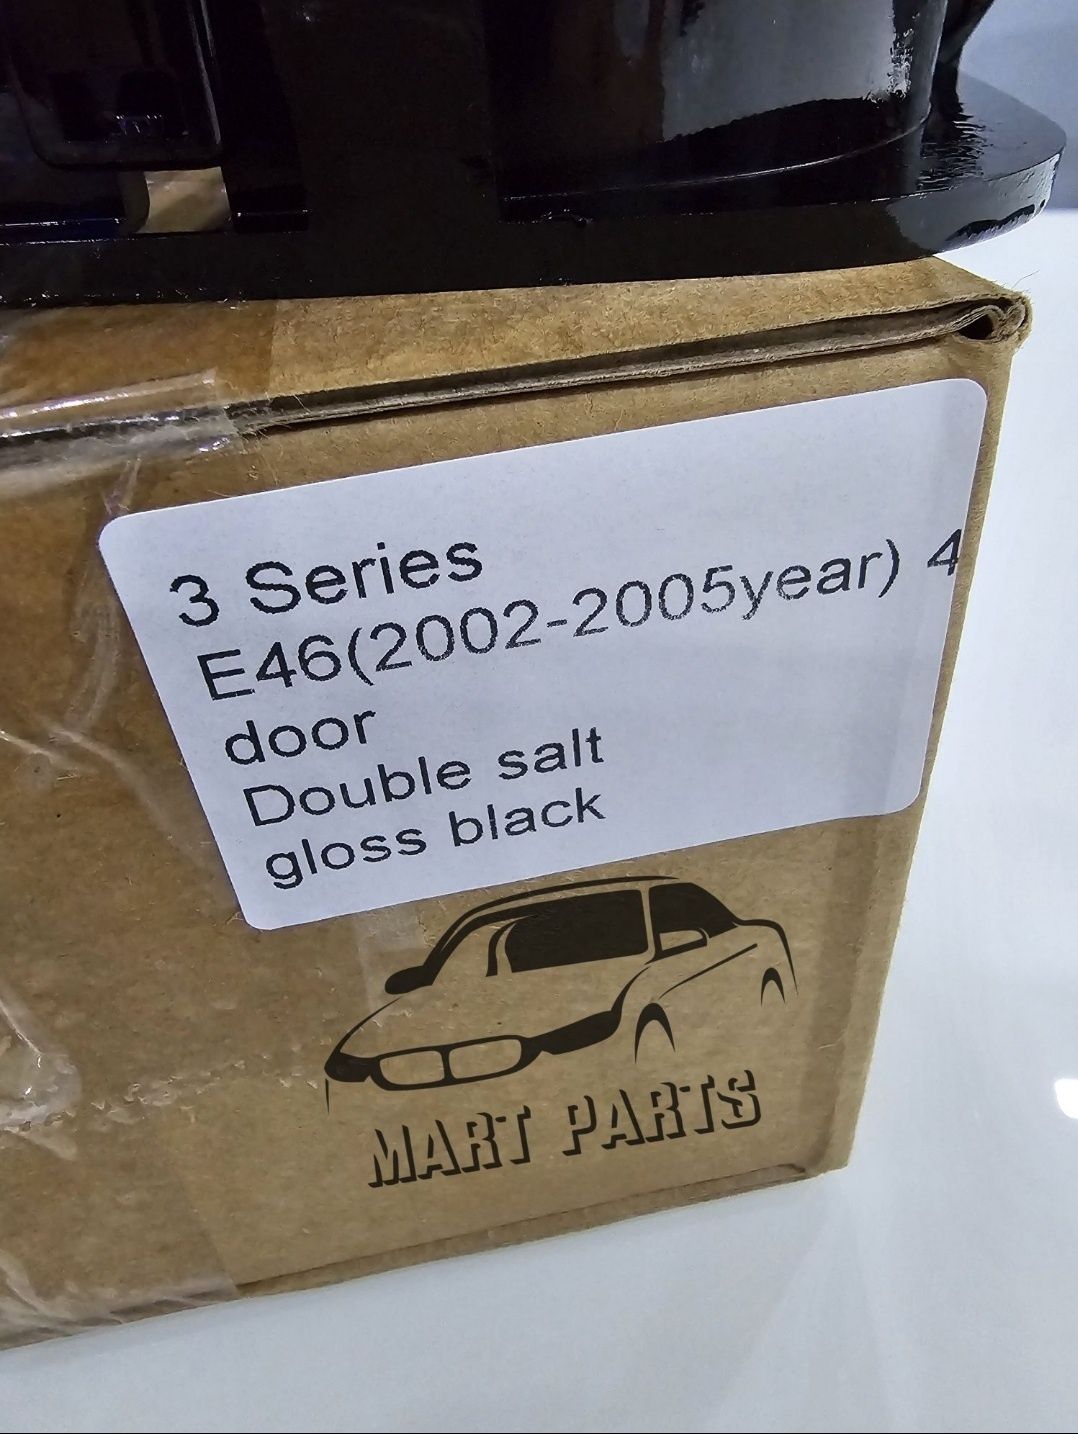 3 Series
E46(2002-2005year) 4
door
Double salt
gloss black
MART PARTS